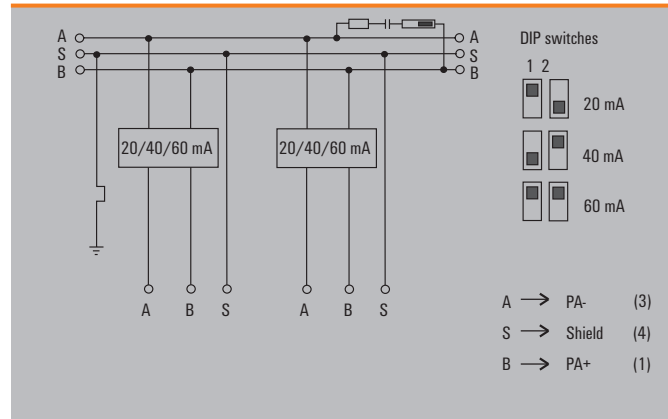 A
S
B
A
S
B
20/40/60 mA
20/40/60 mA
A B S
A B S
DIP switches
1 2
20 mA
40 mA
60 mA
A → PA- (3)
S → Shield (4)
B → PA+ (1)